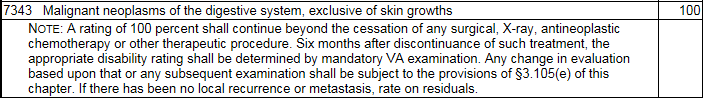 7343 Malignant neoplasms of the digestive system, exclusive of skin growths 100
NOTE: A rating of 100 percent shall continue beyond the cessation of any surgical, X-ray, antineoplastic
chemotherapy or other therapeutic procedure. Six months after discontinuance of such treatment, the
appropriate disability rating shall be determined by mandatory VA examination. Any change in evaluation
based upon that or any subsequent examination shall be subject to the provisions of §3.105(e) of this
chapter. If there has been no local recurrence or metastasis, rate on residuals.